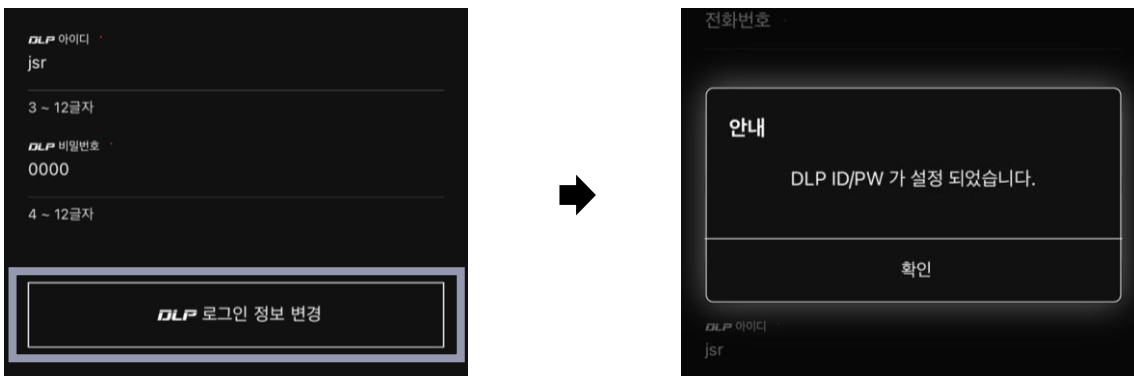 DLP 아이디
jsr
3 ~ 12글자
DLP 비밀번호
0000
4 ~ 12글자
DLP 로그인 정보 변경
전화번호
안내
DLP ID/PW 가 설정 되었습니다.
확인
DLP 아이디
jsr